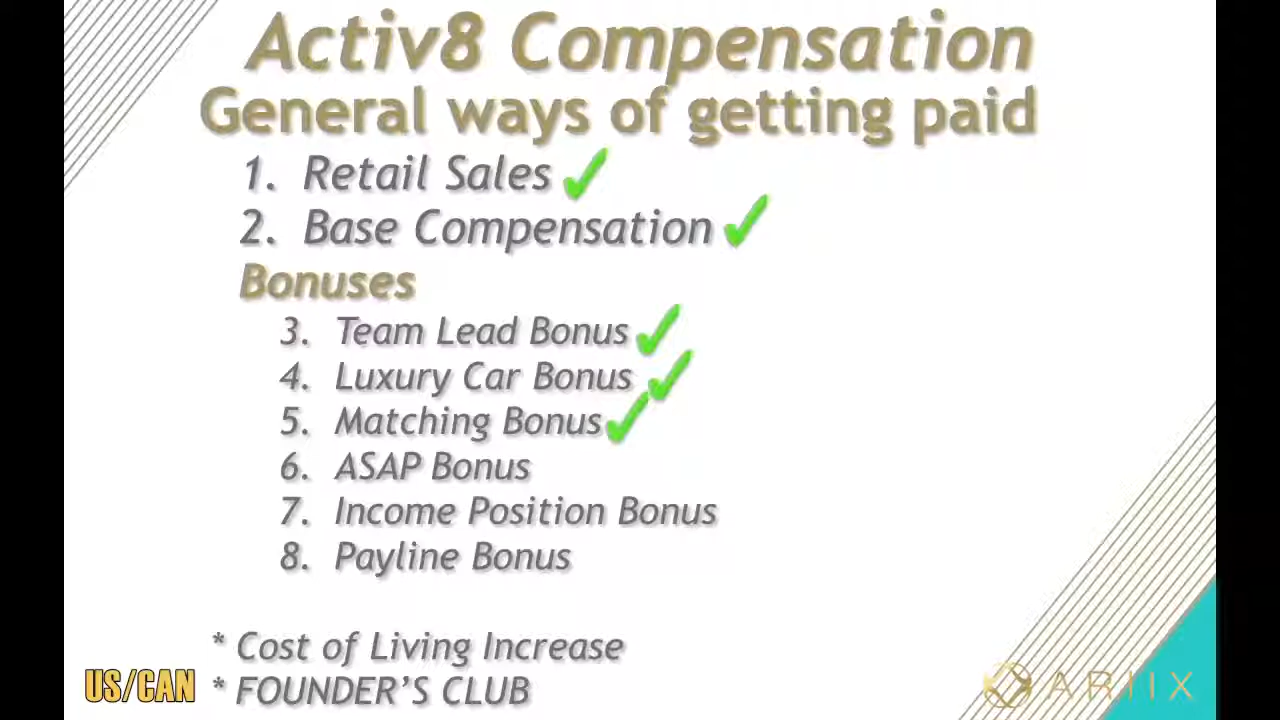 Activ8 Compensation
General ways of getting paid
1. Retail Sales
2. Base Compensation
Bonuses
3. Team Lead Bonus
4. Luxury Car Bonus
5. Matching Bonus
6. ASAP Bonus
7. Income Position Bonus
8. Payline Bonus
* Cost of Living Increase
* FOUNDER’S CLUB
US/CAN
ARIIX